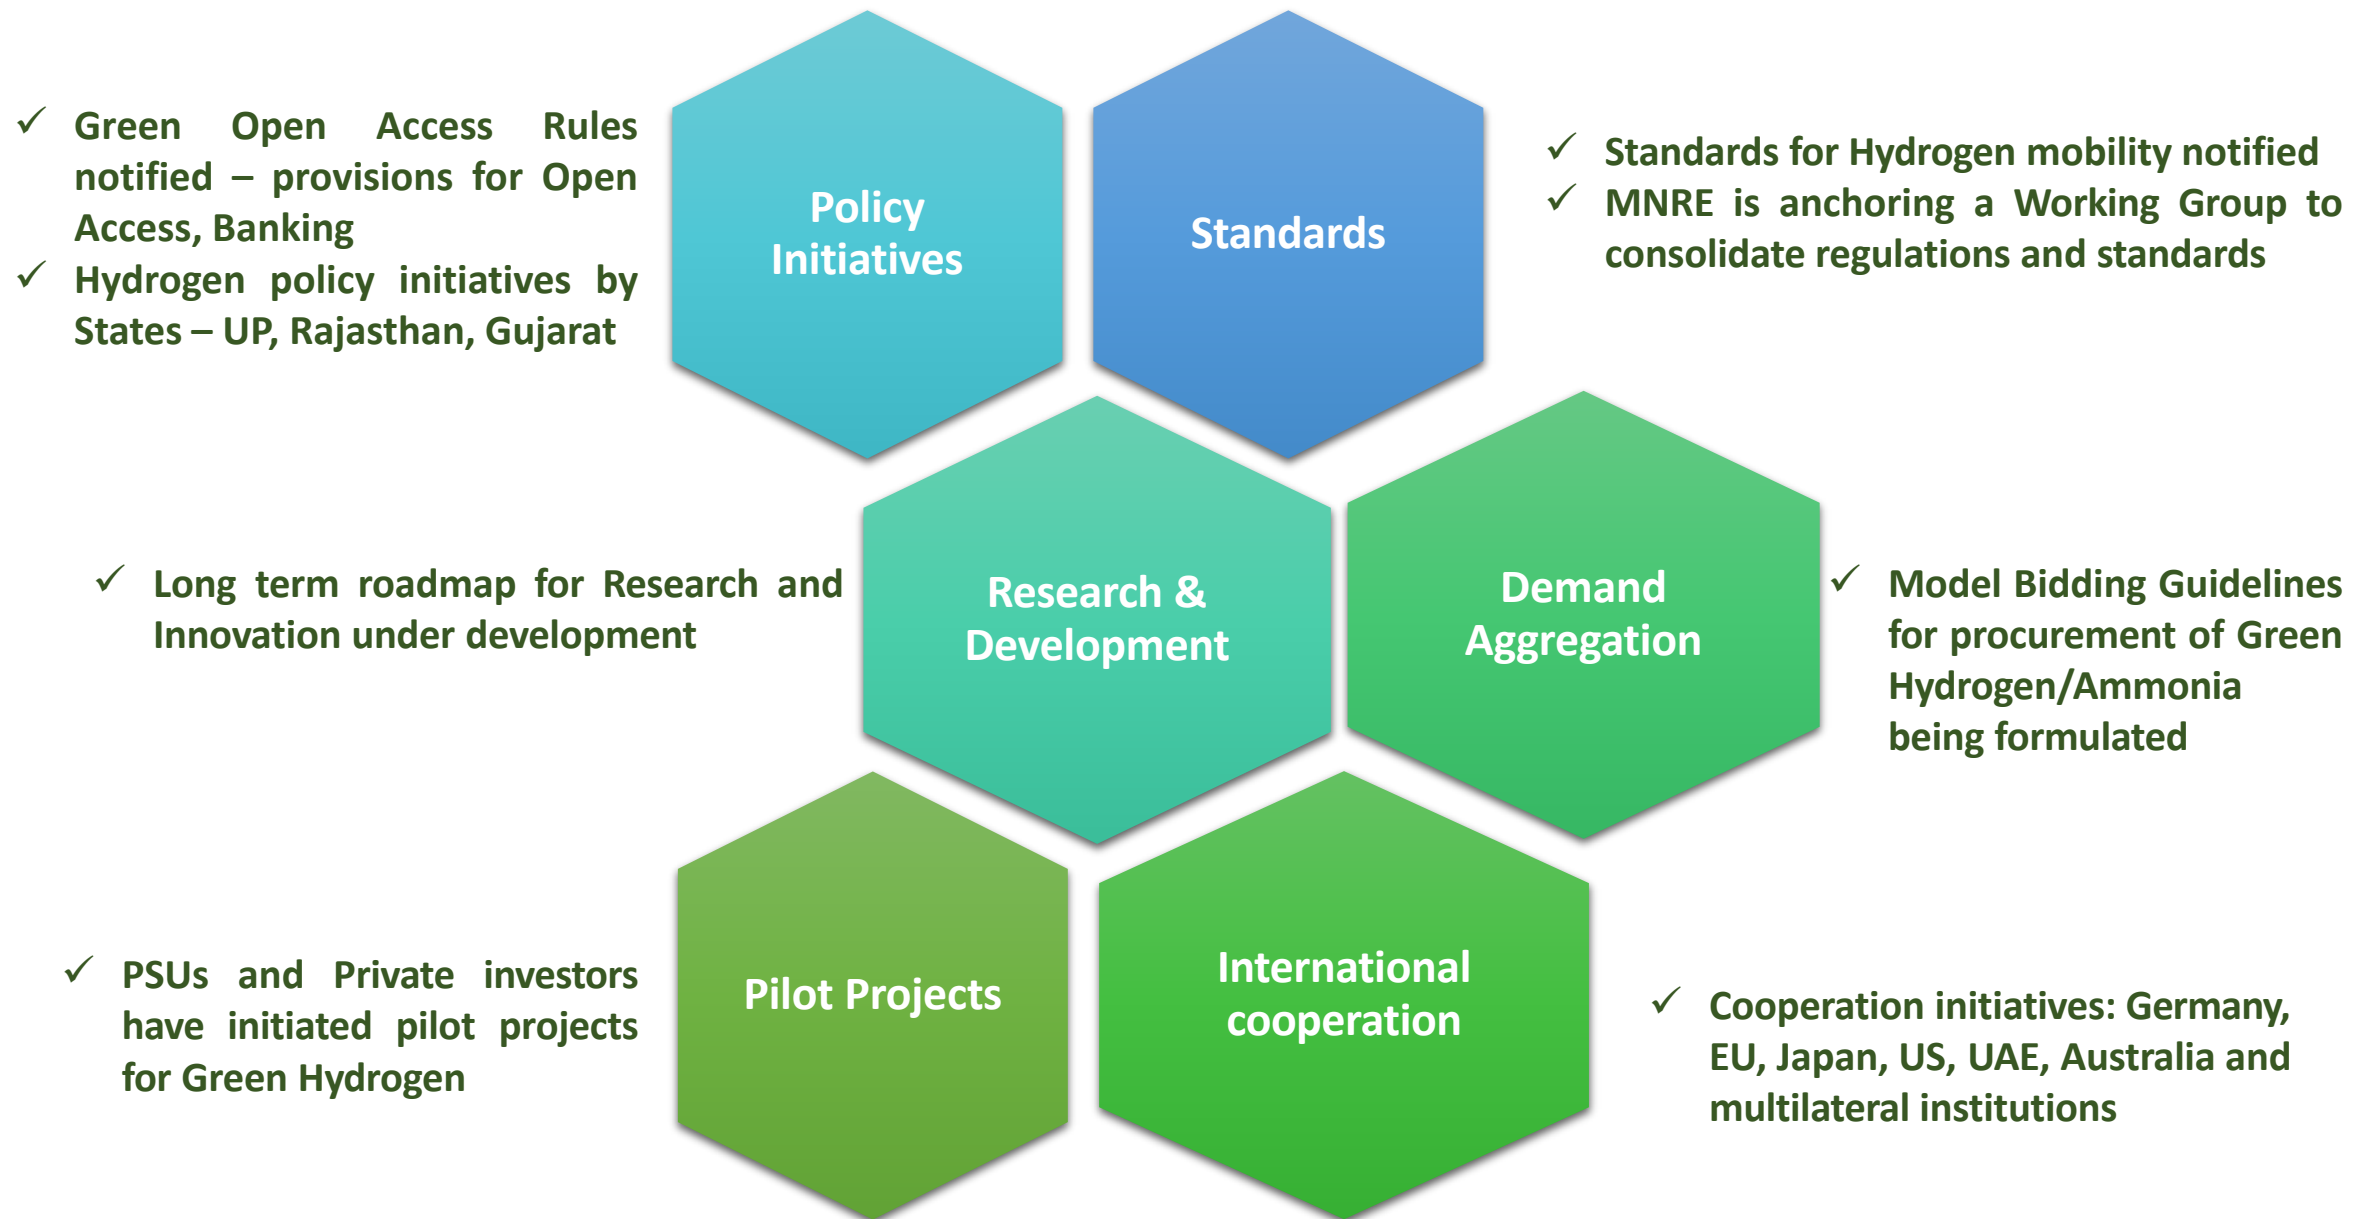 ✓ Green Open Access Rules
notified – provisions for Open
Access, Banking
✓ Hydrogen policy initiatives by
States – UP, Rajasthan, Gujarat
Policy
Initiatives
Standards
✓ Standards for Hydrogen mobility notified
✓ MNRE is anchoring a Working Group to
consolidate regulations and standards
✓ Long term roadmap for Research and
Innovation under development
Research &
Development
Demand
Aggregation
✓ Model Bidding Guidelines
for procurement of Green
Hydrogen/Ammonia
being formulated
✓ PSUs and Private investors
have initiated pilot projects
for Green Hydrogen
Pilot Projects
International
cooperation
✓ Cooperation initiatives: Germany,
EU, Japan, US, UAE, Australia and
multilateral institutions